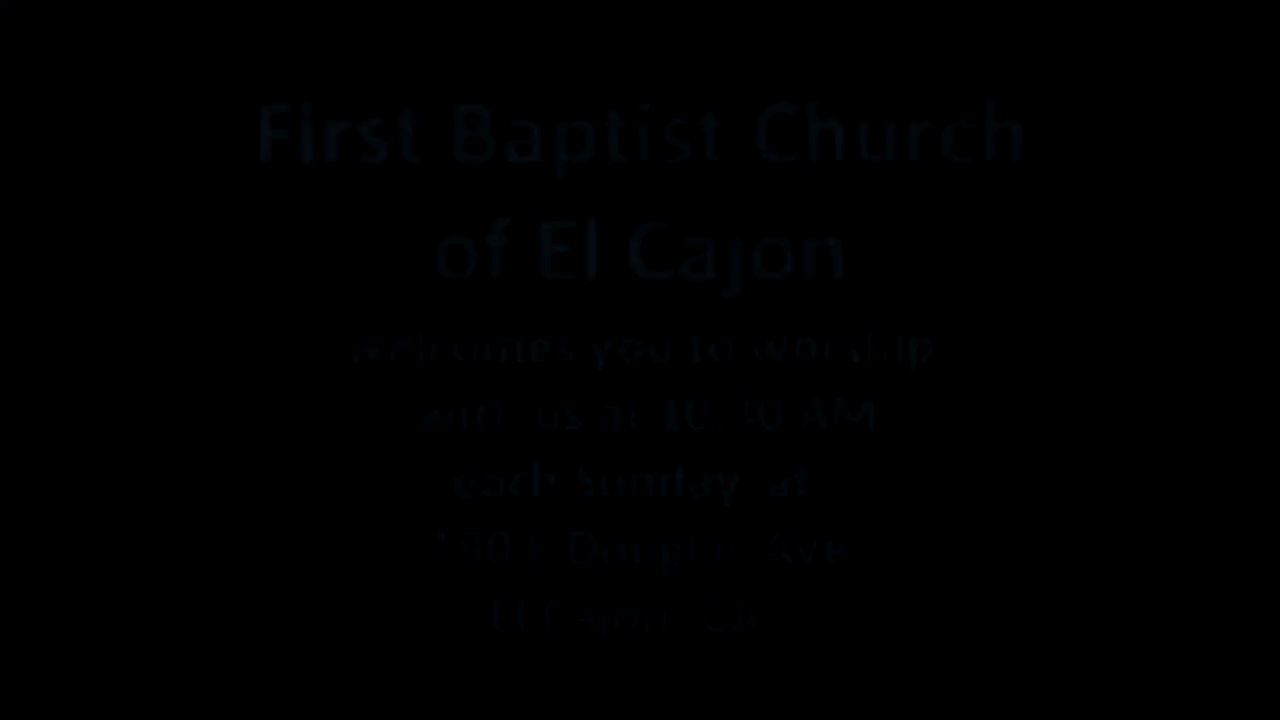 First Baptist Church
of El Cajon
welcomes you to worship
with us at 10:30 AM
each Sunday at
Ave
El Cajon CA